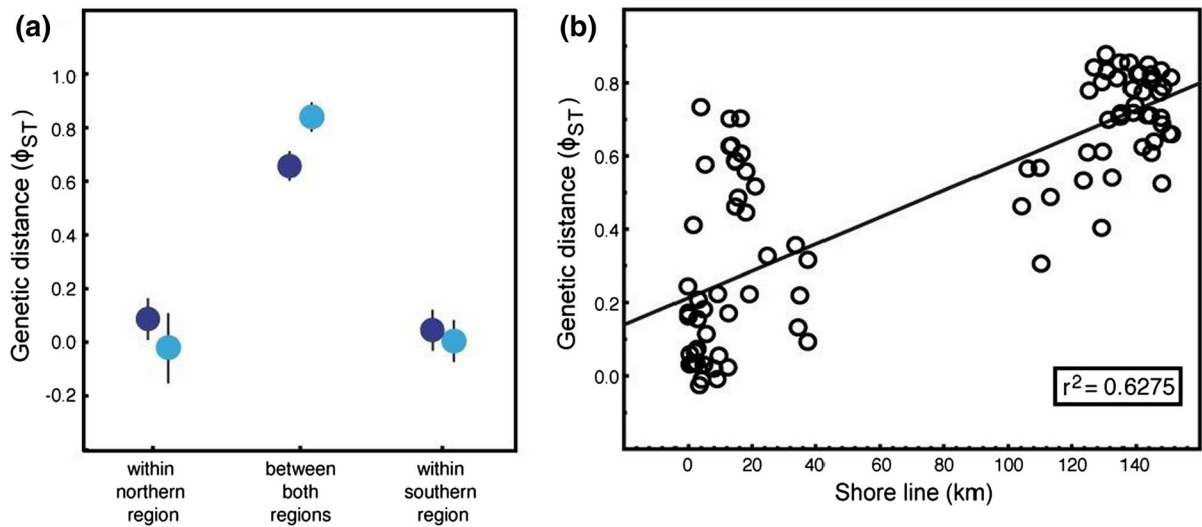 (a)
Genetic distance (ϕST)
1.0
0.8
0.6
0.4
0.2
0.0
-0.2
within northern region
between both regions
within southern region
(b)
Genetic distance (ϕST)
0.8
0.6
0.4
0.2
0.0
r2 = 0.6275
0 20 40 60 80 100 120 140
Shore line (km)